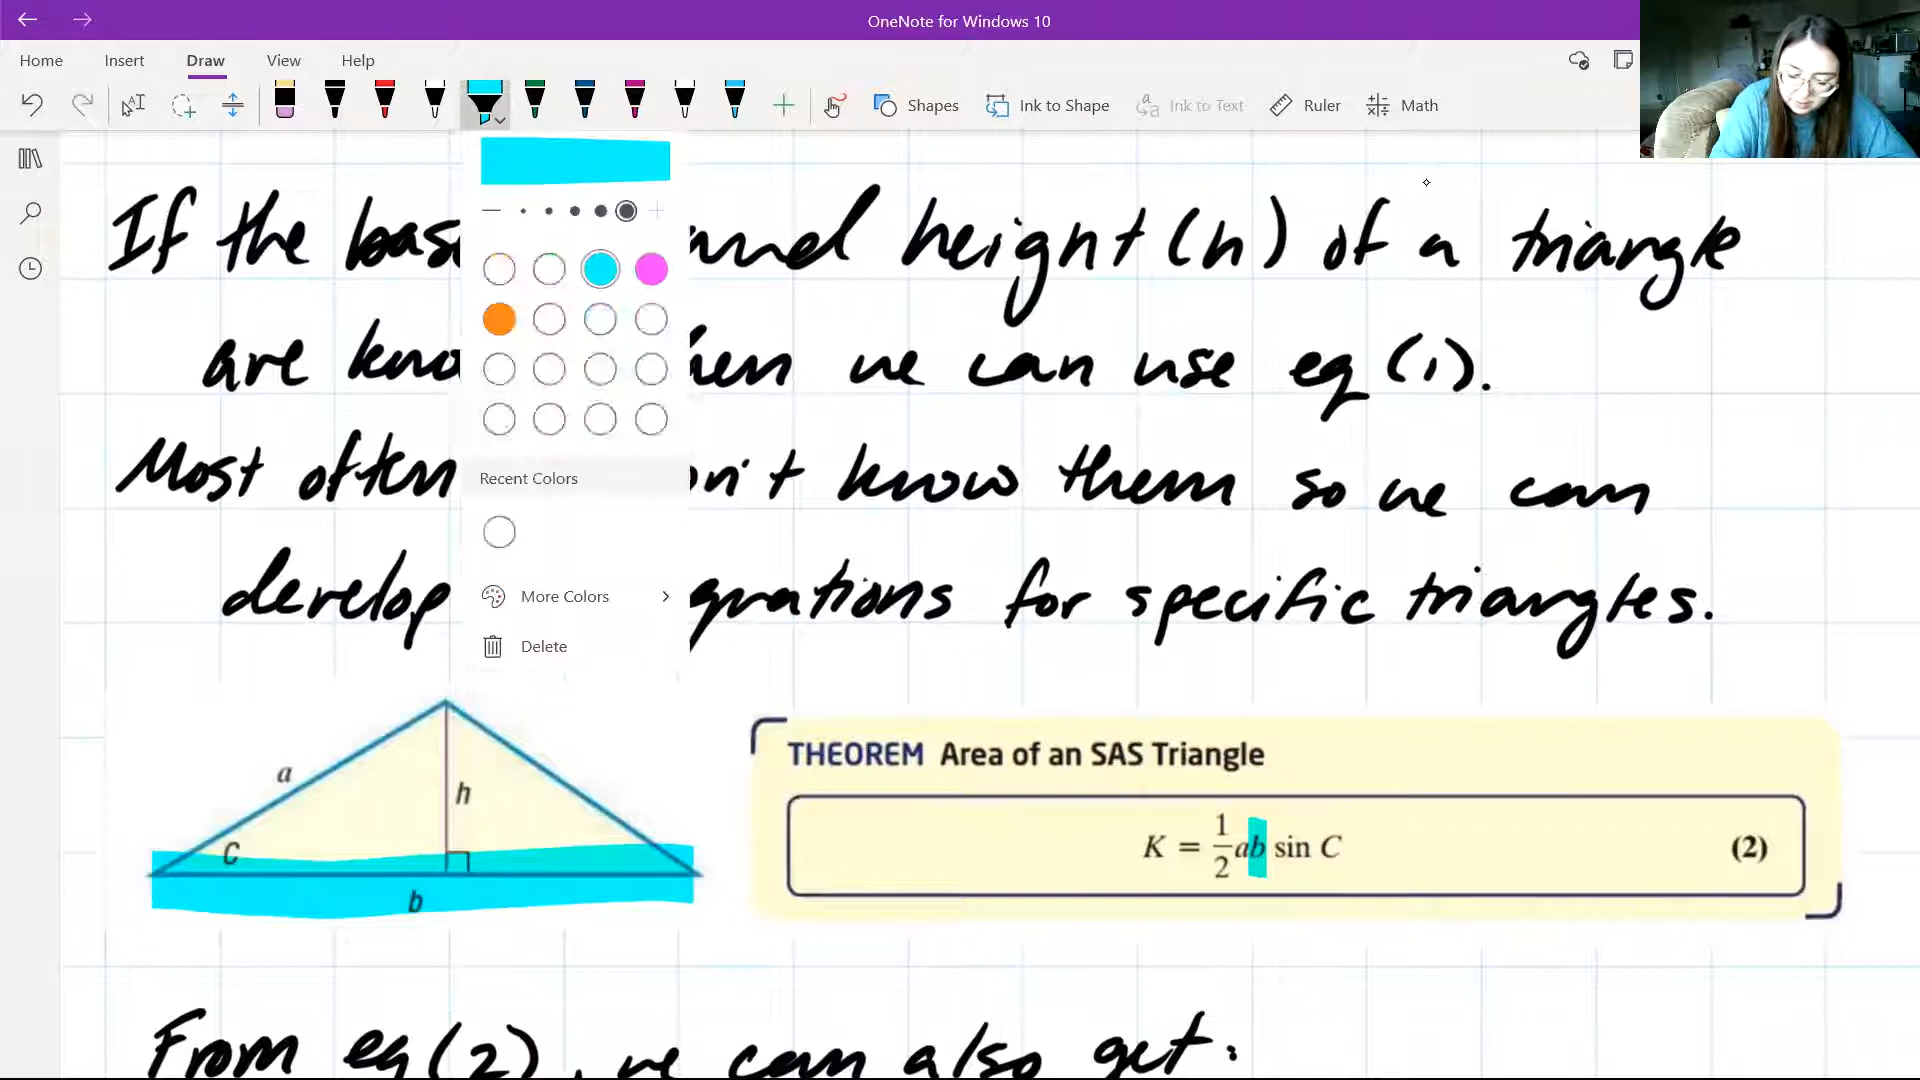 OneNote for Windows 10
Home Insert Draw View Help
Shapes Ink to Shape Ink to Text Ruler Math
If the bas and height (h) of a triangle
are kno hen we can use eq (1).
Most often on't know them so we can
develop quations for specific triangles.
Recent Colors
More Colors
Delete
a
h
C
b
THEOREM Area of an SAS Triangle
K = 1/2 ab sin C (2)
From eq (2), we can also get: